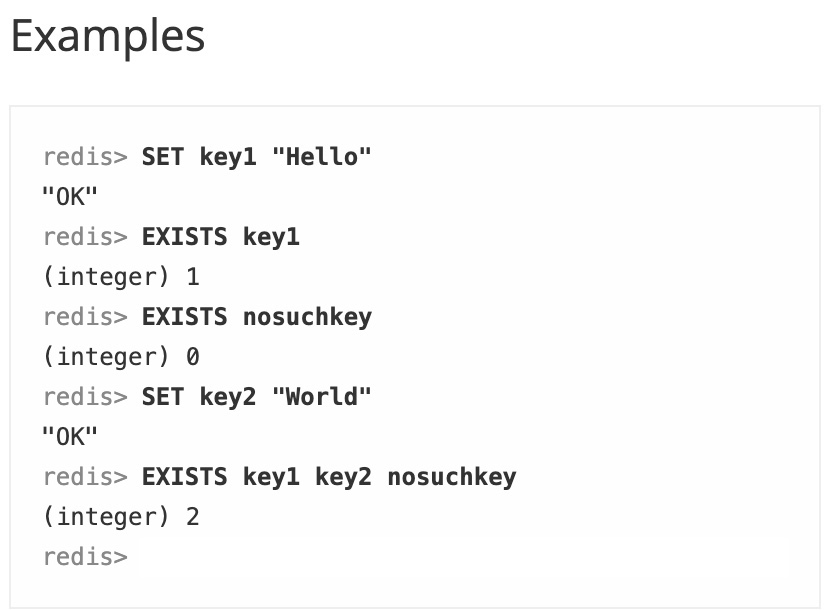 Examples
redis> SET key1 "Hello"
"OK"
redis> EXISTS key1
(integer) 1
redis> EXISTS nosuchkey
(integer) 0
redis> SET key2 "World"
"OK"
redis> EXISTS key1 key2 nosuchkey
(integer) 2
redis>